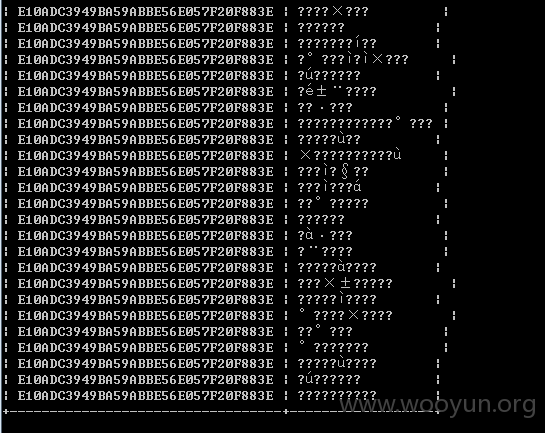 ¦ E10ADC3949BA59ABBE56E057F20F883E ¦ ????×???         ¦
¦ E10ADC3949BA59ABBE56E057F20F883E ¦ ??????           ¦
¦ E10ADC3949BA59ABBE56E057F20F883E ¦ ???????í??       ¦
¦ E10ADC3949BA59ABBE56E057F20F883E ¦ ?° ???ì?ì×???    ¦
¦ E10ADC3949BA59ABBE56E057F20F883E ¦ ?ú??????         ¦
¦ E10ADC3949BA59ABBE56E057F20F883E ¦ ?é±¨????         ¦
¦ E10ADC3949BA59ABBE56E057F20F883E ¦ ??·???           ¦
¦ E10ADC3949BA59ABBE56E057F20F883E ¦ ????????????° ??? ¦
¦ E10ADC3949BA59ABBE56E057F20F883E ¦ ?????ù??         ¦
¦ E10ADC3949BA59ABBE56E057F20F883E ¦ ×??????????ù     ¦
¦ E10ADC3949BA59ABBE56E057F20F883E ¦ ???ì?§??         ¦
¦ E10ADC3949BA59ABBE56E057F20F883E ¦ ???ì???á         ¦
¦ E10ADC3949BA59ABBE56E057F20F883E ¦ ??° ?????        ¦
¦ E10ADC3949BA59ABBE56E057F20F883E ¦ ??????           ¦
¦ E10ADC3949BA59ABBE56E057F20F883E ¦ ?à·???           ¦
¦ E10ADC3949BA59ABBE56E057F20F883E ¦ ?¨????           ¦
¦ E10ADC3949BA59ABBE56E057F20F883E ¦ ?????à????       ¦
¦ E10ADC3949BA59ABBE56E057F20F883E ¦ ???×±?????       ¦
¦ E10ADC3949BA59ABBE56E057F20F883E ¦ ?????ì????       ¦
¦ E10ADC3949BA59ABBE56E057F20F883E ¦ ° ????×????      ¦
¦ E10ADC3949BA59ABBE56E057F20F883E ¦ ??° ???          ¦
¦ E10ADC3949BA59ABBE56E057F20F883E ¦ ° ???????        ¦
¦ E10ADC3949BA59ABBE56E057F20F883E ¦ ?????ù????       ¦
¦ E10ADC3949BA59ABBE56E057F20F883E ¦ ?ú??????         ¦
¦ E10ADC3949BA59ABBE56E057F20F883E ¦ ??????????       ¦
www.wooyun.org